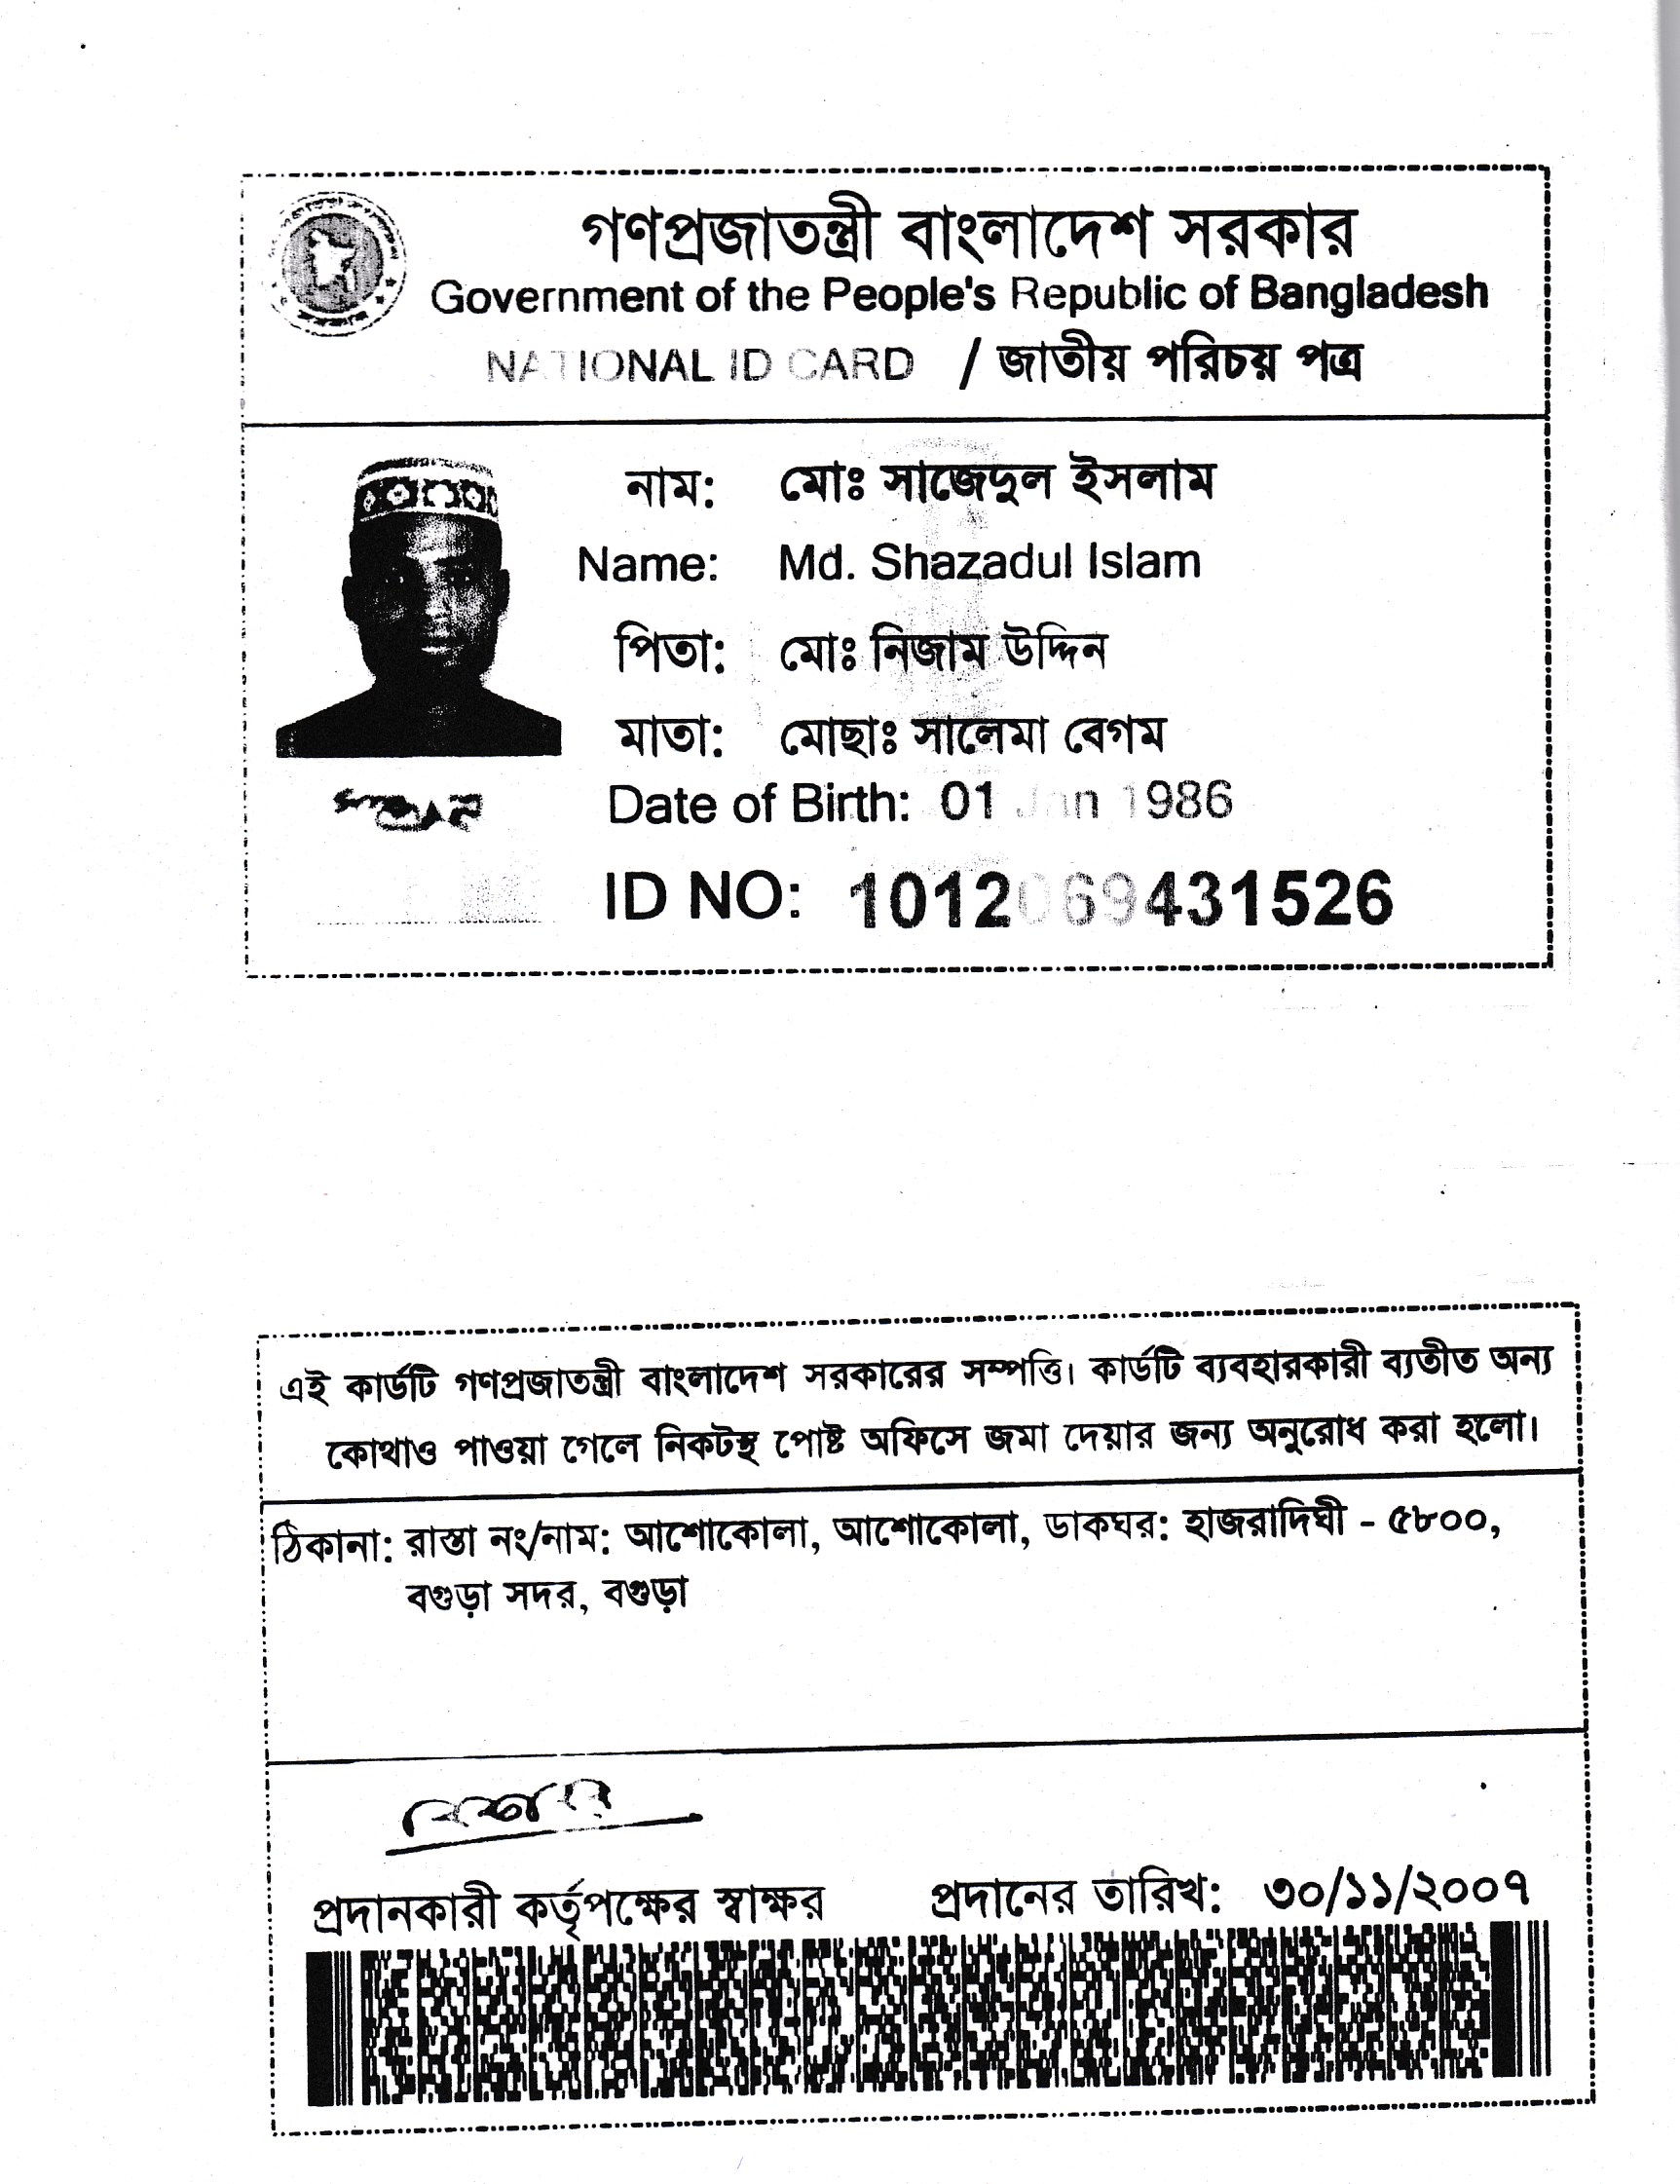 গণপ্রজাতন্ত্রী বাংলাদেশ সরকার
Government of the People's Republic of Bangladesh
NATIONAL ID CARD / জাতীয় পরিচয় পত্র
নাম: মোঃ সাজেদুল ইসলাম
Name: Md. Shazadul Islam
পিতা: মোঃ নিজাম উদ্দিন
মাতা: মোছাঃ সালেমা বেগম
Date of Birth: 01 Jan 1986
ID NO: 1012069431526
এই কার্ডটি গণপ্রজাতন্ত্রী বাংলাদেশ সরকারের সম্পত্তি। কার্ডটি ব্যবহারকারী ব্যতীত অন্য
কোথাও পাওয়া গেলে নিকটস্থ পোষ্ট অফিসে জমা দেয়ার জন্য অনুরোধ করা হলো।
ঠিকানা: রাস্তা নং/নাম: আশোকোলা, আশোকোলা, ডাকঘর: হাজরাদিঘী - ৫৮০০,
বগুড়া সদর, বগুড়া
প্রদানকারী কর্তৃপক্ষের স্বাক্ষর প্রদানের তারিখ: ৩০/১১/২০০৭